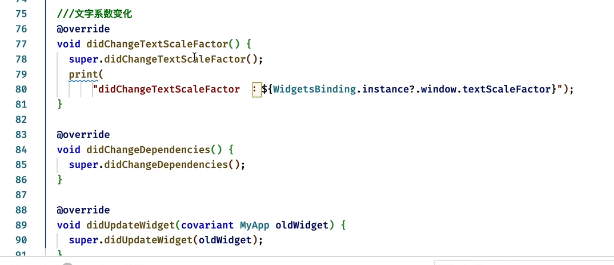 75 ///文字系数变化
76 @override
77 void didChangeTextScaleFactor() {
78 super.didChangeTextScaleFactor();
79 print(
80 "didChangeTextScaleFactor :${WidgetsBinding.instance?.window.textScaleFactor}");
81 }
82
83 @override
84 void didChangeDependencies() {
85 super.didChangeDependencies();
86 }
87
88 @override
89 void didUpdateWidget(covariant MyApp oldWidget) {
90 super.didUpdateWidget(oldWidget);
91 }